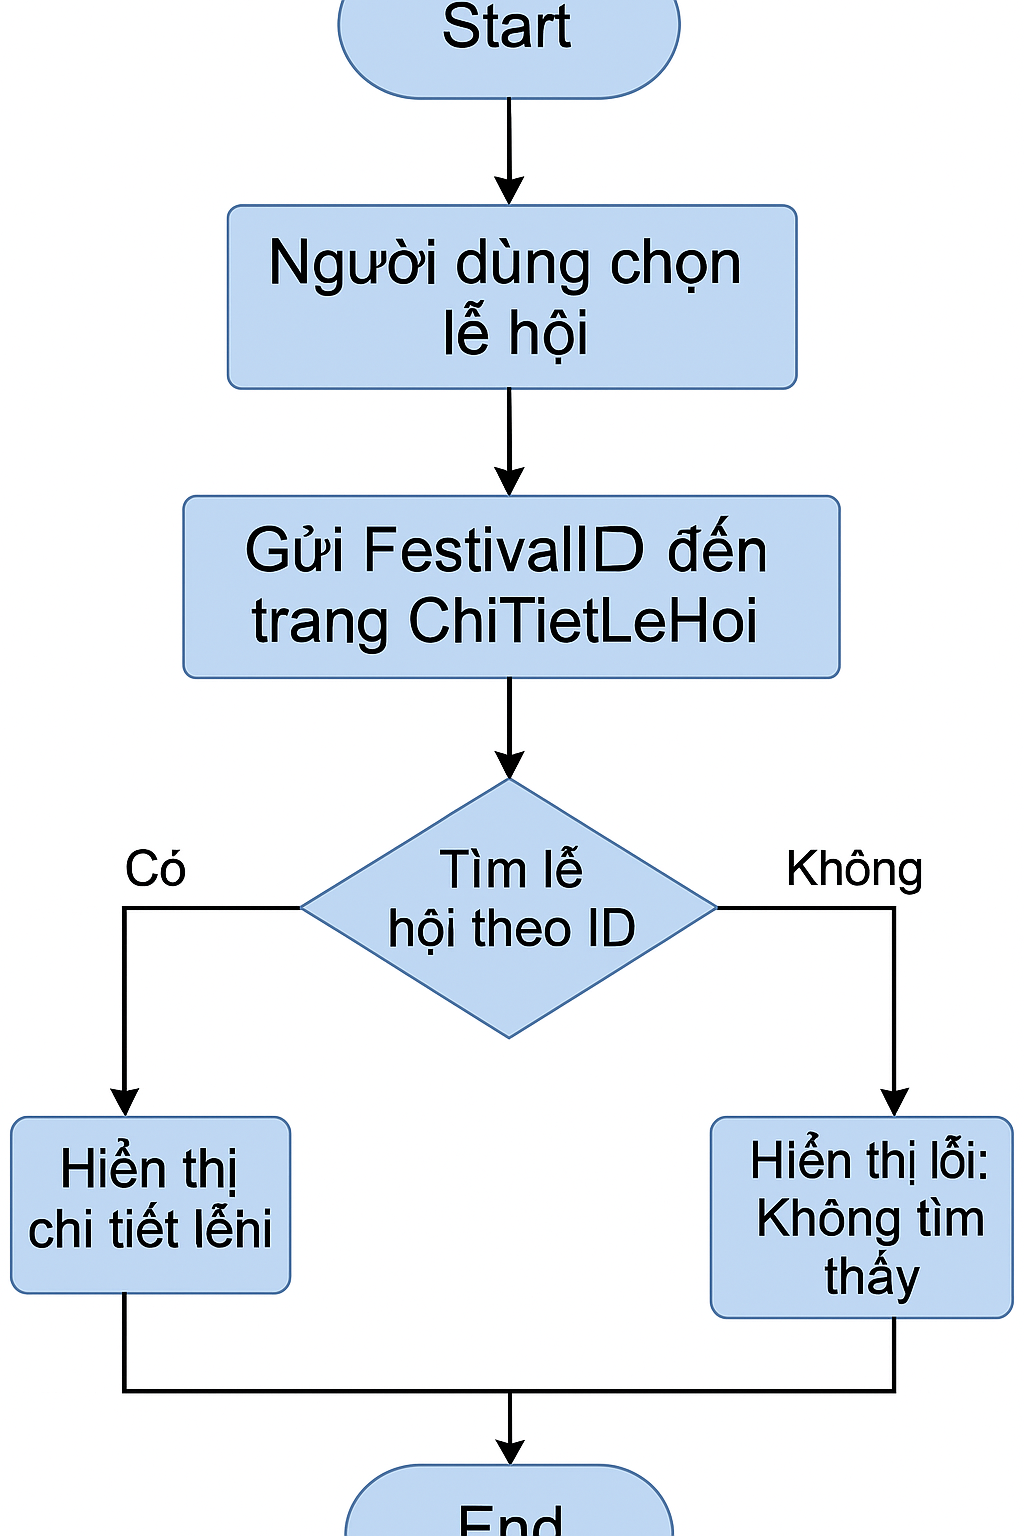 Start
Người dùng chọn
lễ hội
Gửi FestivalID đến
trang ChiTietLeHoi
Tìm lễ
hội theo ID
Có
Không
Hiển thị
chi tiết lễhi
Hiển thị lỗi:
Không tìm
thấy
End